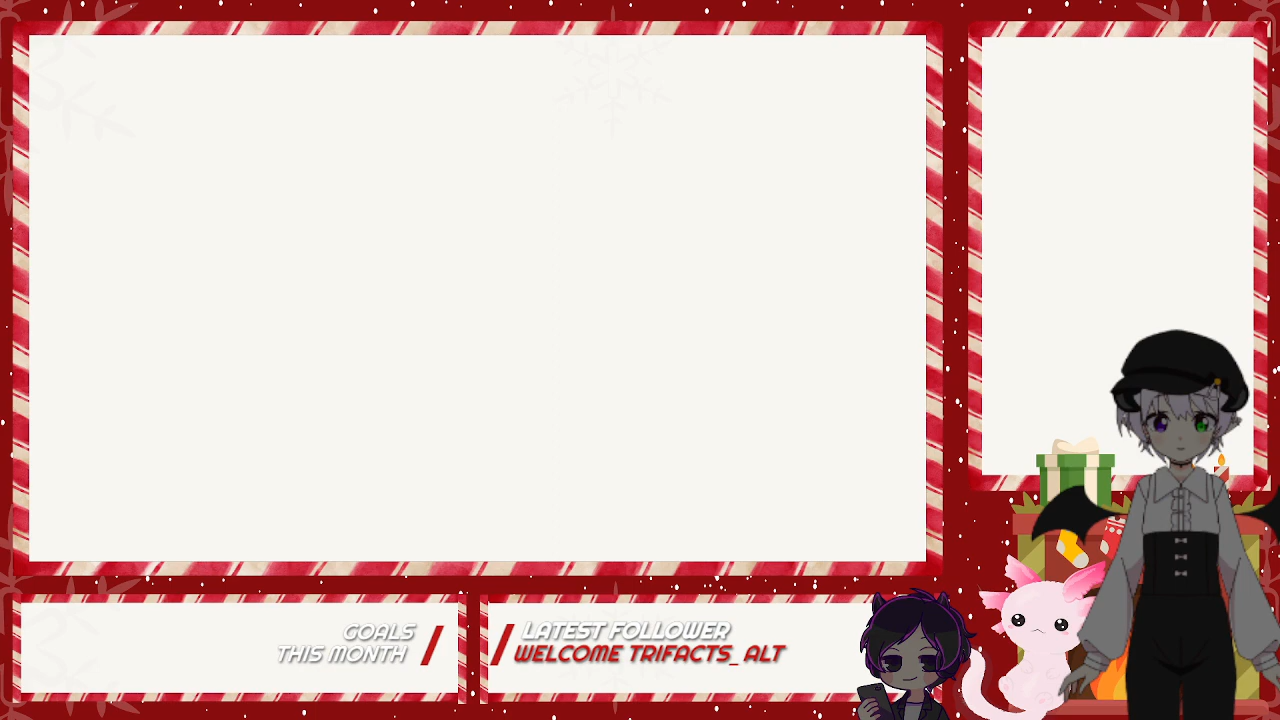 GOALS
THIS MONTH /
/ LATEST FOLLOWER
WELCOME TRIFACTS_ALT